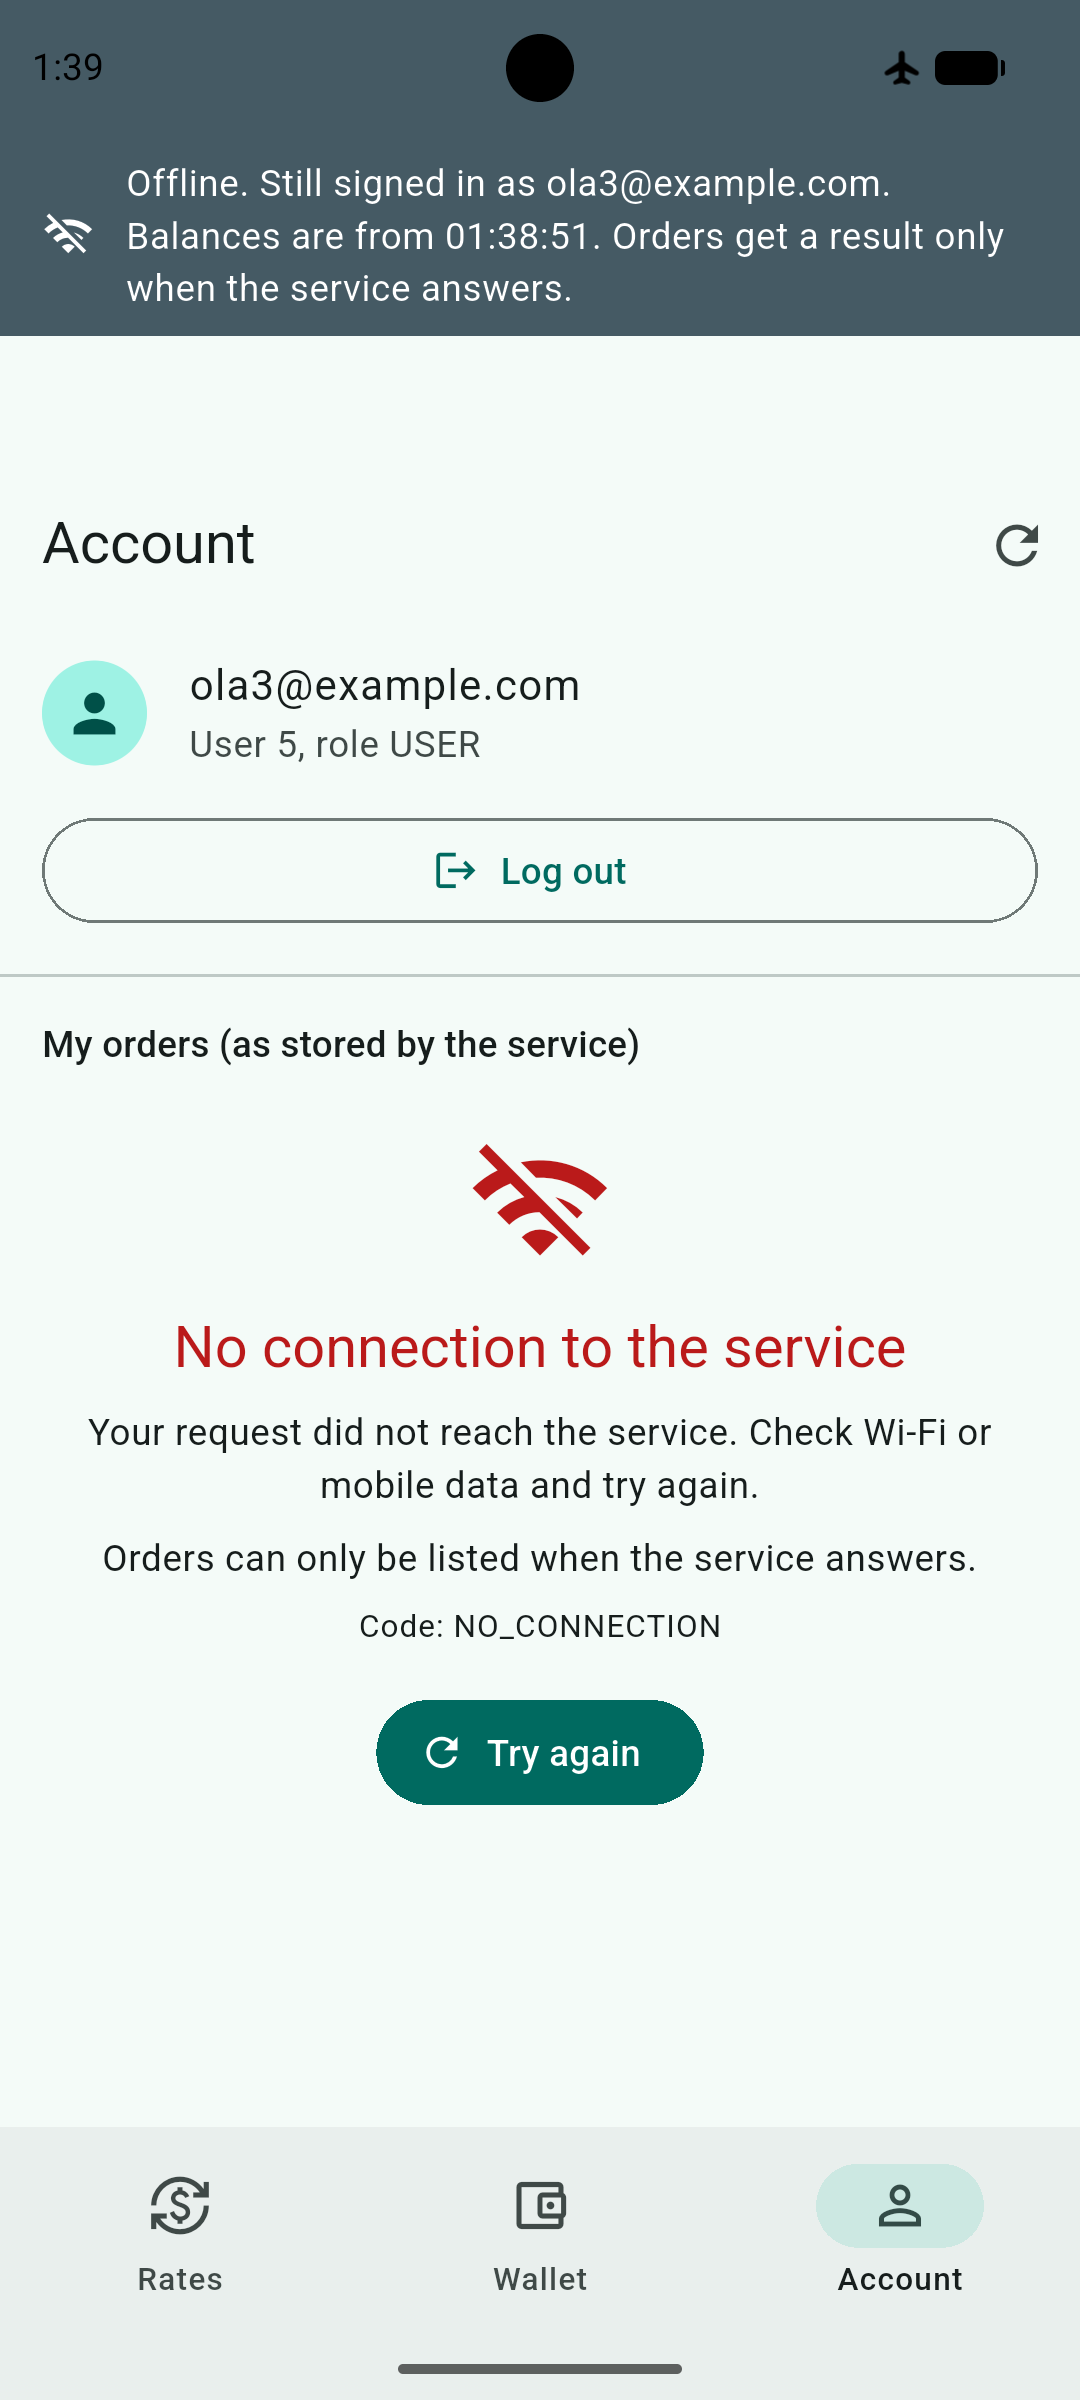 1:39
Offline. Still signed in as ola3@example.com.
Balances are from 01:38:51. Orders get a result only
when the service answers.
Account
ola3@example.com
User 5, role USER
Log out
My orders (as stored by the service)
No connection to the service
Your request did not reach the service. Check Wi-Fi or
mobile data and try again.
Orders can only be listed when the service answers.
Code: NO_CONNECTION
Try again
Rates
Wallet
Account